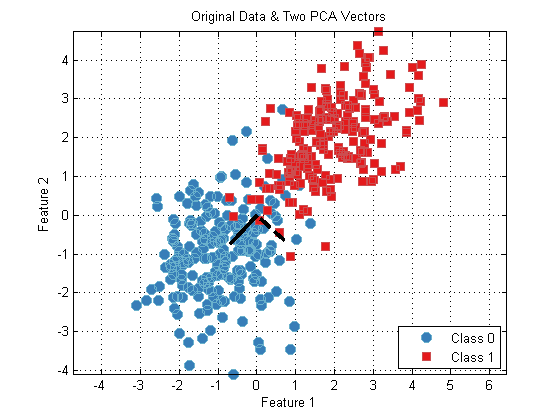 Original Data & Two PCA Vectors
4
3
2
1
0
-1
-2
-3
-4
Feature 2
-4 -3 -2 -1 0 1 2 3 4 5 6
Feature 1
Class 0
Class 1